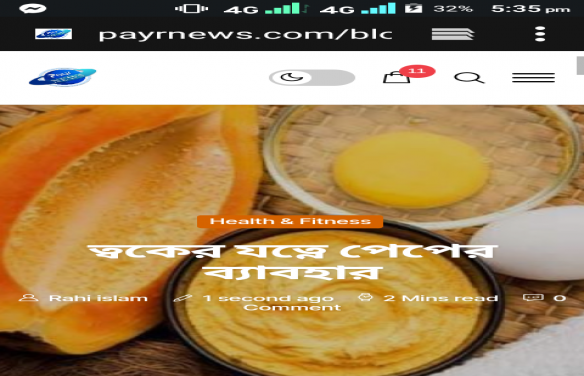 4G 4G 32% 5:35 pm
payrnews.com/blc
11
Health & Fitness
ত্বকের যত্নে পেপের
ব্যাবহার
Rahi islam 1 second ago 2 Mins read 0
Comment